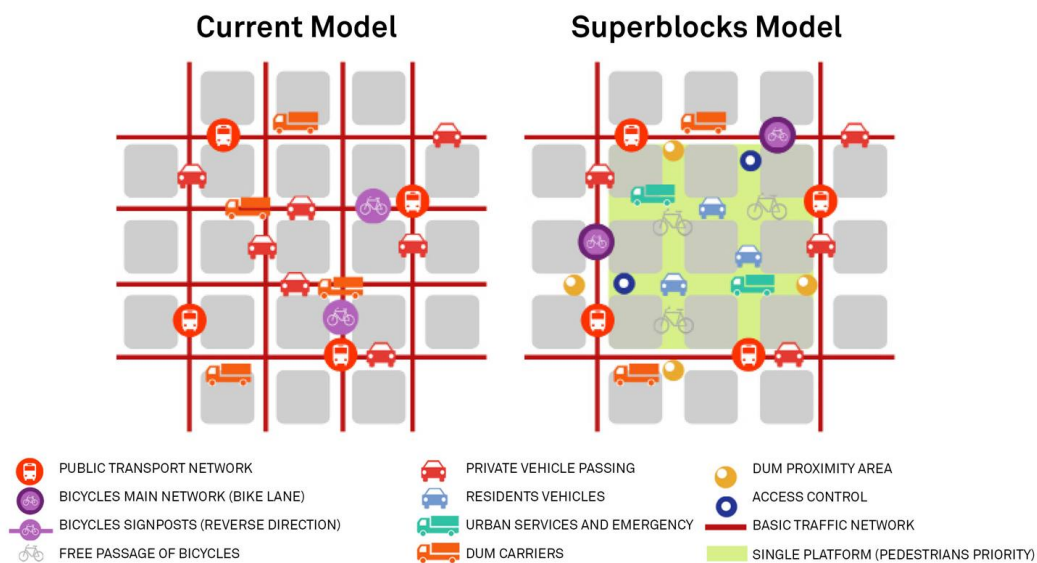 Current Model
Superblocks Model
PUBLIC TRANSPORT NETWORK
BICYCLES MAIN NETWORK (BIKE LANE)
BICYCLES SIGNPOSTS (REVERSE DIRECTION)
FREE PASSAGE OF BICYCLES
PRIVATE VEHICLE PASSING
RESIDENTS VEHICLES
URBAN SERVICES AND EMERGENCY
DUM CARRIERS
DUM PROXIMITY AREA
ACCESS CONTROL
BASIC TRAFFIC NETWORK
SINGLE PLATFORM (PEDESTRIANS PRIORITY)